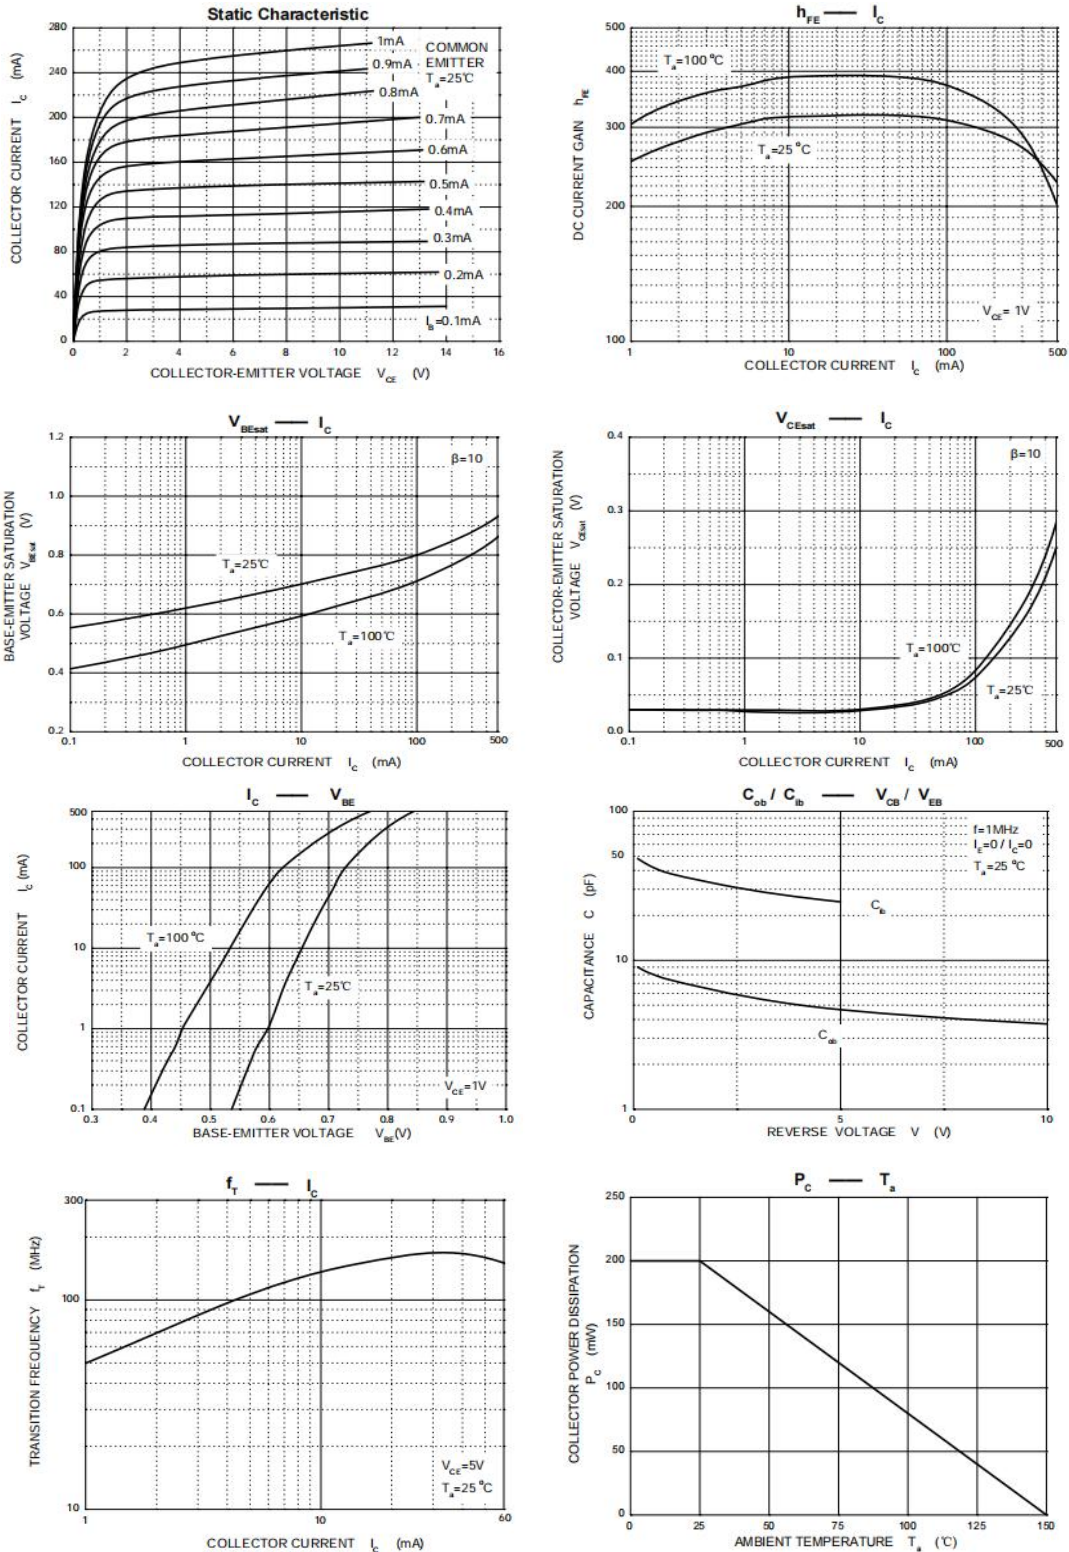 Static Characteristic
COLLECTOR CURRENT I_C (mA)
280
240
200
160
120
80
40
0
0 2 4 6 8 10 12 14 16
COLLECTOR-EMITTER VOLTAGE V_CE (V)
1mA
0.9mA
0.8mA
0.7mA
0.6mA
0.5mA
0.4mA
0.3mA
0.2mA
I_B=0.1mA
COMMON
EMITTER
T_a=25℃
h_FE —— I_C
DC CURRENT GAIN h_FE
500
400
300
200
100
1 10 100 500
COLLECTOR CURRENT I_C (mA)
T_a=100℃
T_a=25℃
V_CE=1V
V_BEsat —— I_C
BASE-EMITTER SATURATION
VOLTAGE V_BEsat (V)
1.2
1.0
0.8
0.6
0.4
0.2
0.1 1 10 100 500
COLLECTOR CURRENT I_C (mA)
β=10
T_a=25℃
T_a=100℃
V_CEsat —— I_C
COLLECTOR-EMITTER SATURATION
VOLTAGE V_CEsat (V)
0.4
0.3
0.2
0.1
0.0
0.1 1 10 100 500
COLLECTOR CURRENT I_C (mA)
β=10
T_a=100℃
T_a=25℃
I_C —— V_BE
COLLECTOR CURRENT I_C (mA)
500
100
10
1
0.1
0.3 0.4 0.5 0.6 0.7 0.8 0.9 1.0
BASE-EMITTER VOLTAGE V_BE(V)
T_a=100℃
T_a=25℃
V_CE=1V
C_ob / C_ib —— V_CB / V_EB
CAPACITANCE C (pF)
100
50
10
1
0 5 10
REVERSE VOLTAGE V (V)
f=1MHz
I_E=0 / I_C=0
T_a=25℃
C_ib
C_ob
f_T —— I_C
TRANSITION FREQUENCY f_T (MHz)
300
100
10
1 10 60
COLLECTOR CURRENT I_C (mA)
V_CE=5V
T_a=25℃
P_C —— T_a
COLLECTOR POWER DISSIPATION
P_C (mW)
250
200
150
100
50
0
0 25 50 75 100 125 150
AMBIENT TEMPERATURE T_a (℃)